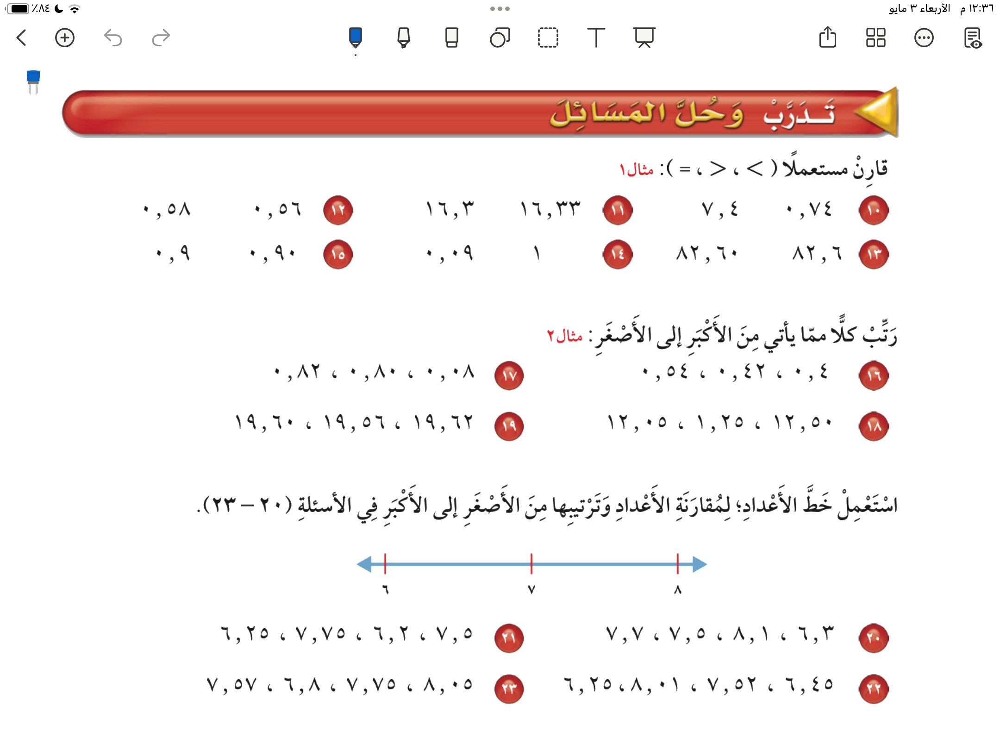 ١٢:٣٦ م الأربعاء ٣ مايو ٨٤٪
تَـدَرَّبْ وَحُلَّ المَسَائِلَ
قارِنْ مستعملًا ( > ، < ، = ): مثال١
١٠ ٠,٧٤ ٧,٤ ١١ ١٦,٣٣ ١٦,٣ ١٢ ٠,٥٦ ٠,٥٨
١٣ ٨٢,٦ ٨٢,٦٠ ١٤ ١ ٠,٠٩ ١٥ ٠,٩٠ ٠,٩
رَتِّبْ كلًّا ممّا يأتي مِنَ الأَكْبَرِ إلى الأَصْغَرِ: مثال٢
١٦ ٠,٤ ، ٠,٤٢ ، ٠,٥٤ ١٧ ٠,٠٨ ، ٠,٨٠ ، ٠,٨٢
١٨ ١٢,٥٠ ، ١,٢٥ ، ١٢,٠٥ ١٩ ١٩,٦٢ ، ١٩,٥٦ ، ١٩,٦٠
اسْتَعْمِلْ خَطَّ الأَعْدادِ؛ لِمُقارَنَةِ الأَعْدادِ وَتَرْتيبِها مِنَ الأَصْغَرِ إلى الأَكْبَرِ فِي الأسئلةِ (٢٠ – ٢٣).
٦ ٧ ٨
٢٠ ٦,٣ ، ٨,١ ، ٧,٥ ، ٧,٧ ٢١ ٧,٥ ، ٦,٢ ، ٧,٧٥ ، ٦,٢٥
٢٢ ٦,٤٥ ، ٧,٥٢ ، ٨,٠١ ، ٦,٢٥ ٢٣ ٨,٠٥ ، ٧,٧٥ ، ٦,٨ ، ٧,٥٧